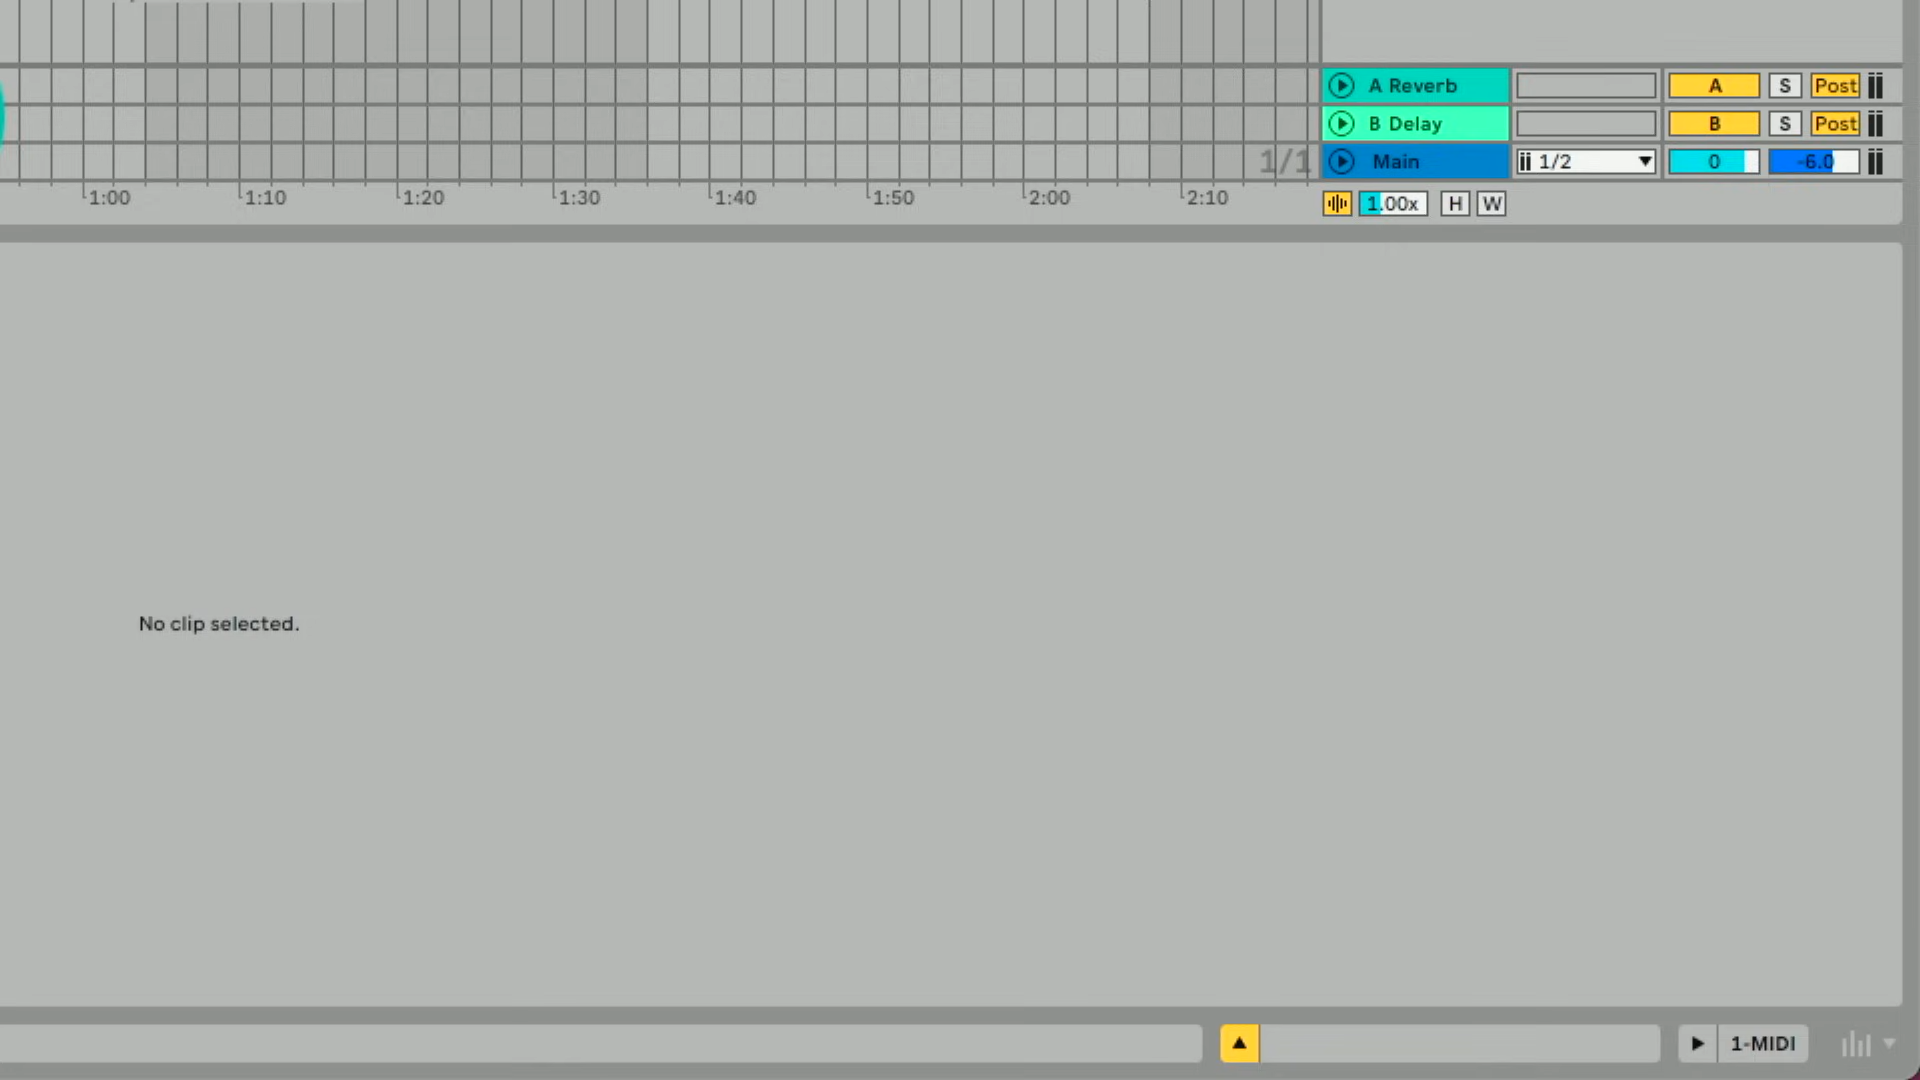 A Reverb A S Post
B Delay B S Post
1/1 Main 1/2 0 -6.0
1:00 1:10 1:20 1:30 1:40 1:50 2:00 2:10 1.00x H W
No clip selected.
1-MIDI